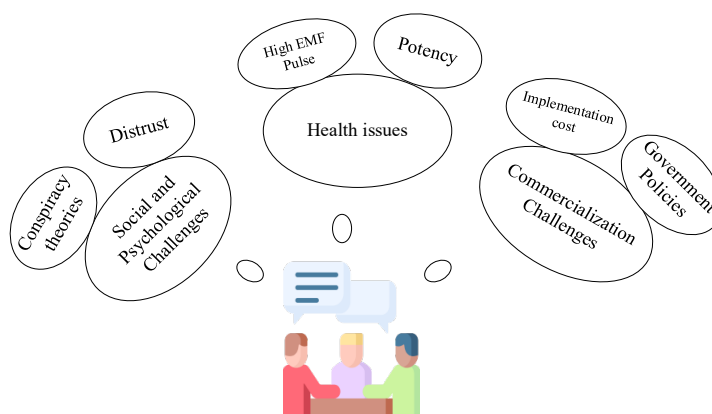 High EMF
Pulse
Potency
Health issues
Distrust
Conspiracy
theories
Social and
Psychological
Challenges
Implementation
cost
Government
Policies
Commercialization
Challenges